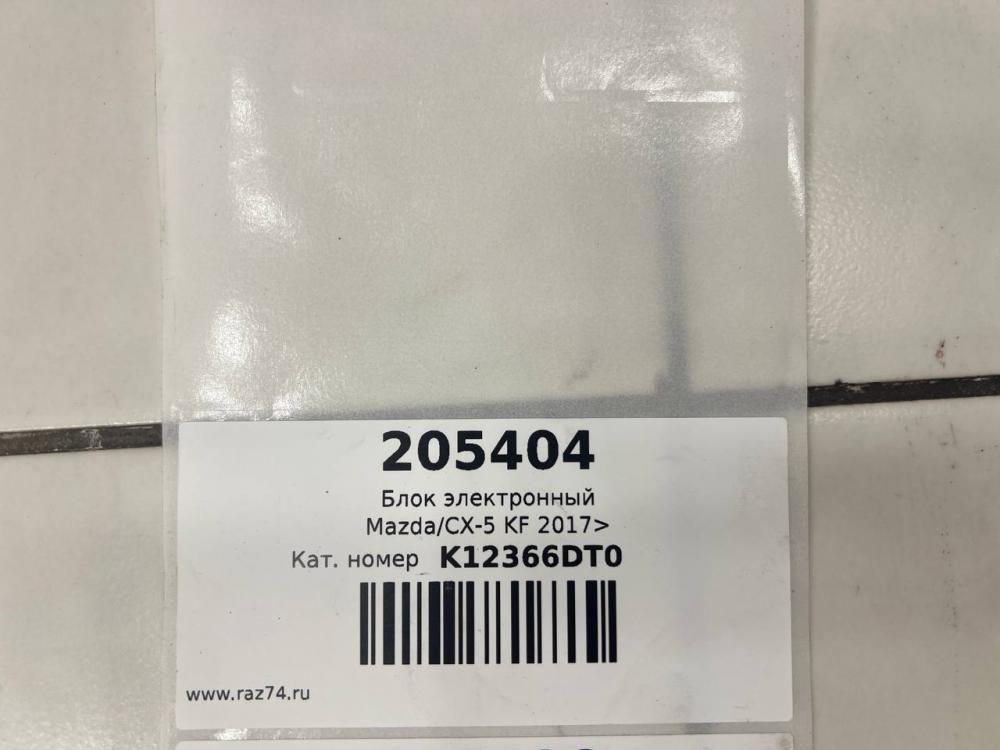 205404
Блок электронный
Mazda/CX-5 KF 2017>
Кат. номер K12366DT0
www.raz74.ru